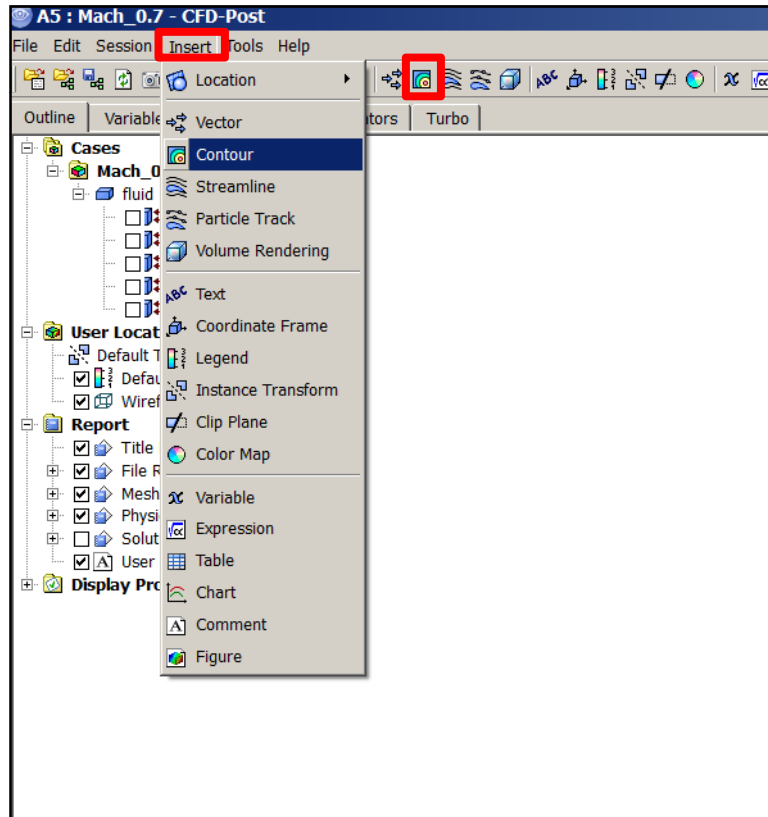 A5 : Mach_0.7 - CFD-Post
File Edit Session Insert Tools Help
Outline Variable tors Turbo
Cases
Mach_0
fluid
User Locat
Default T
Defau
Wiref
Report
Title
File R
Mesh
Physi
Solut
User
Display Pro
Location
Vector
Contour
Streamline
Particle Track
Volume Rendering
ABC Text
Coordinate Frame
Legend
Instance Transform
Clip Plane
Color Map
Variable
Expression
Table
Chart
A Comment
Figure